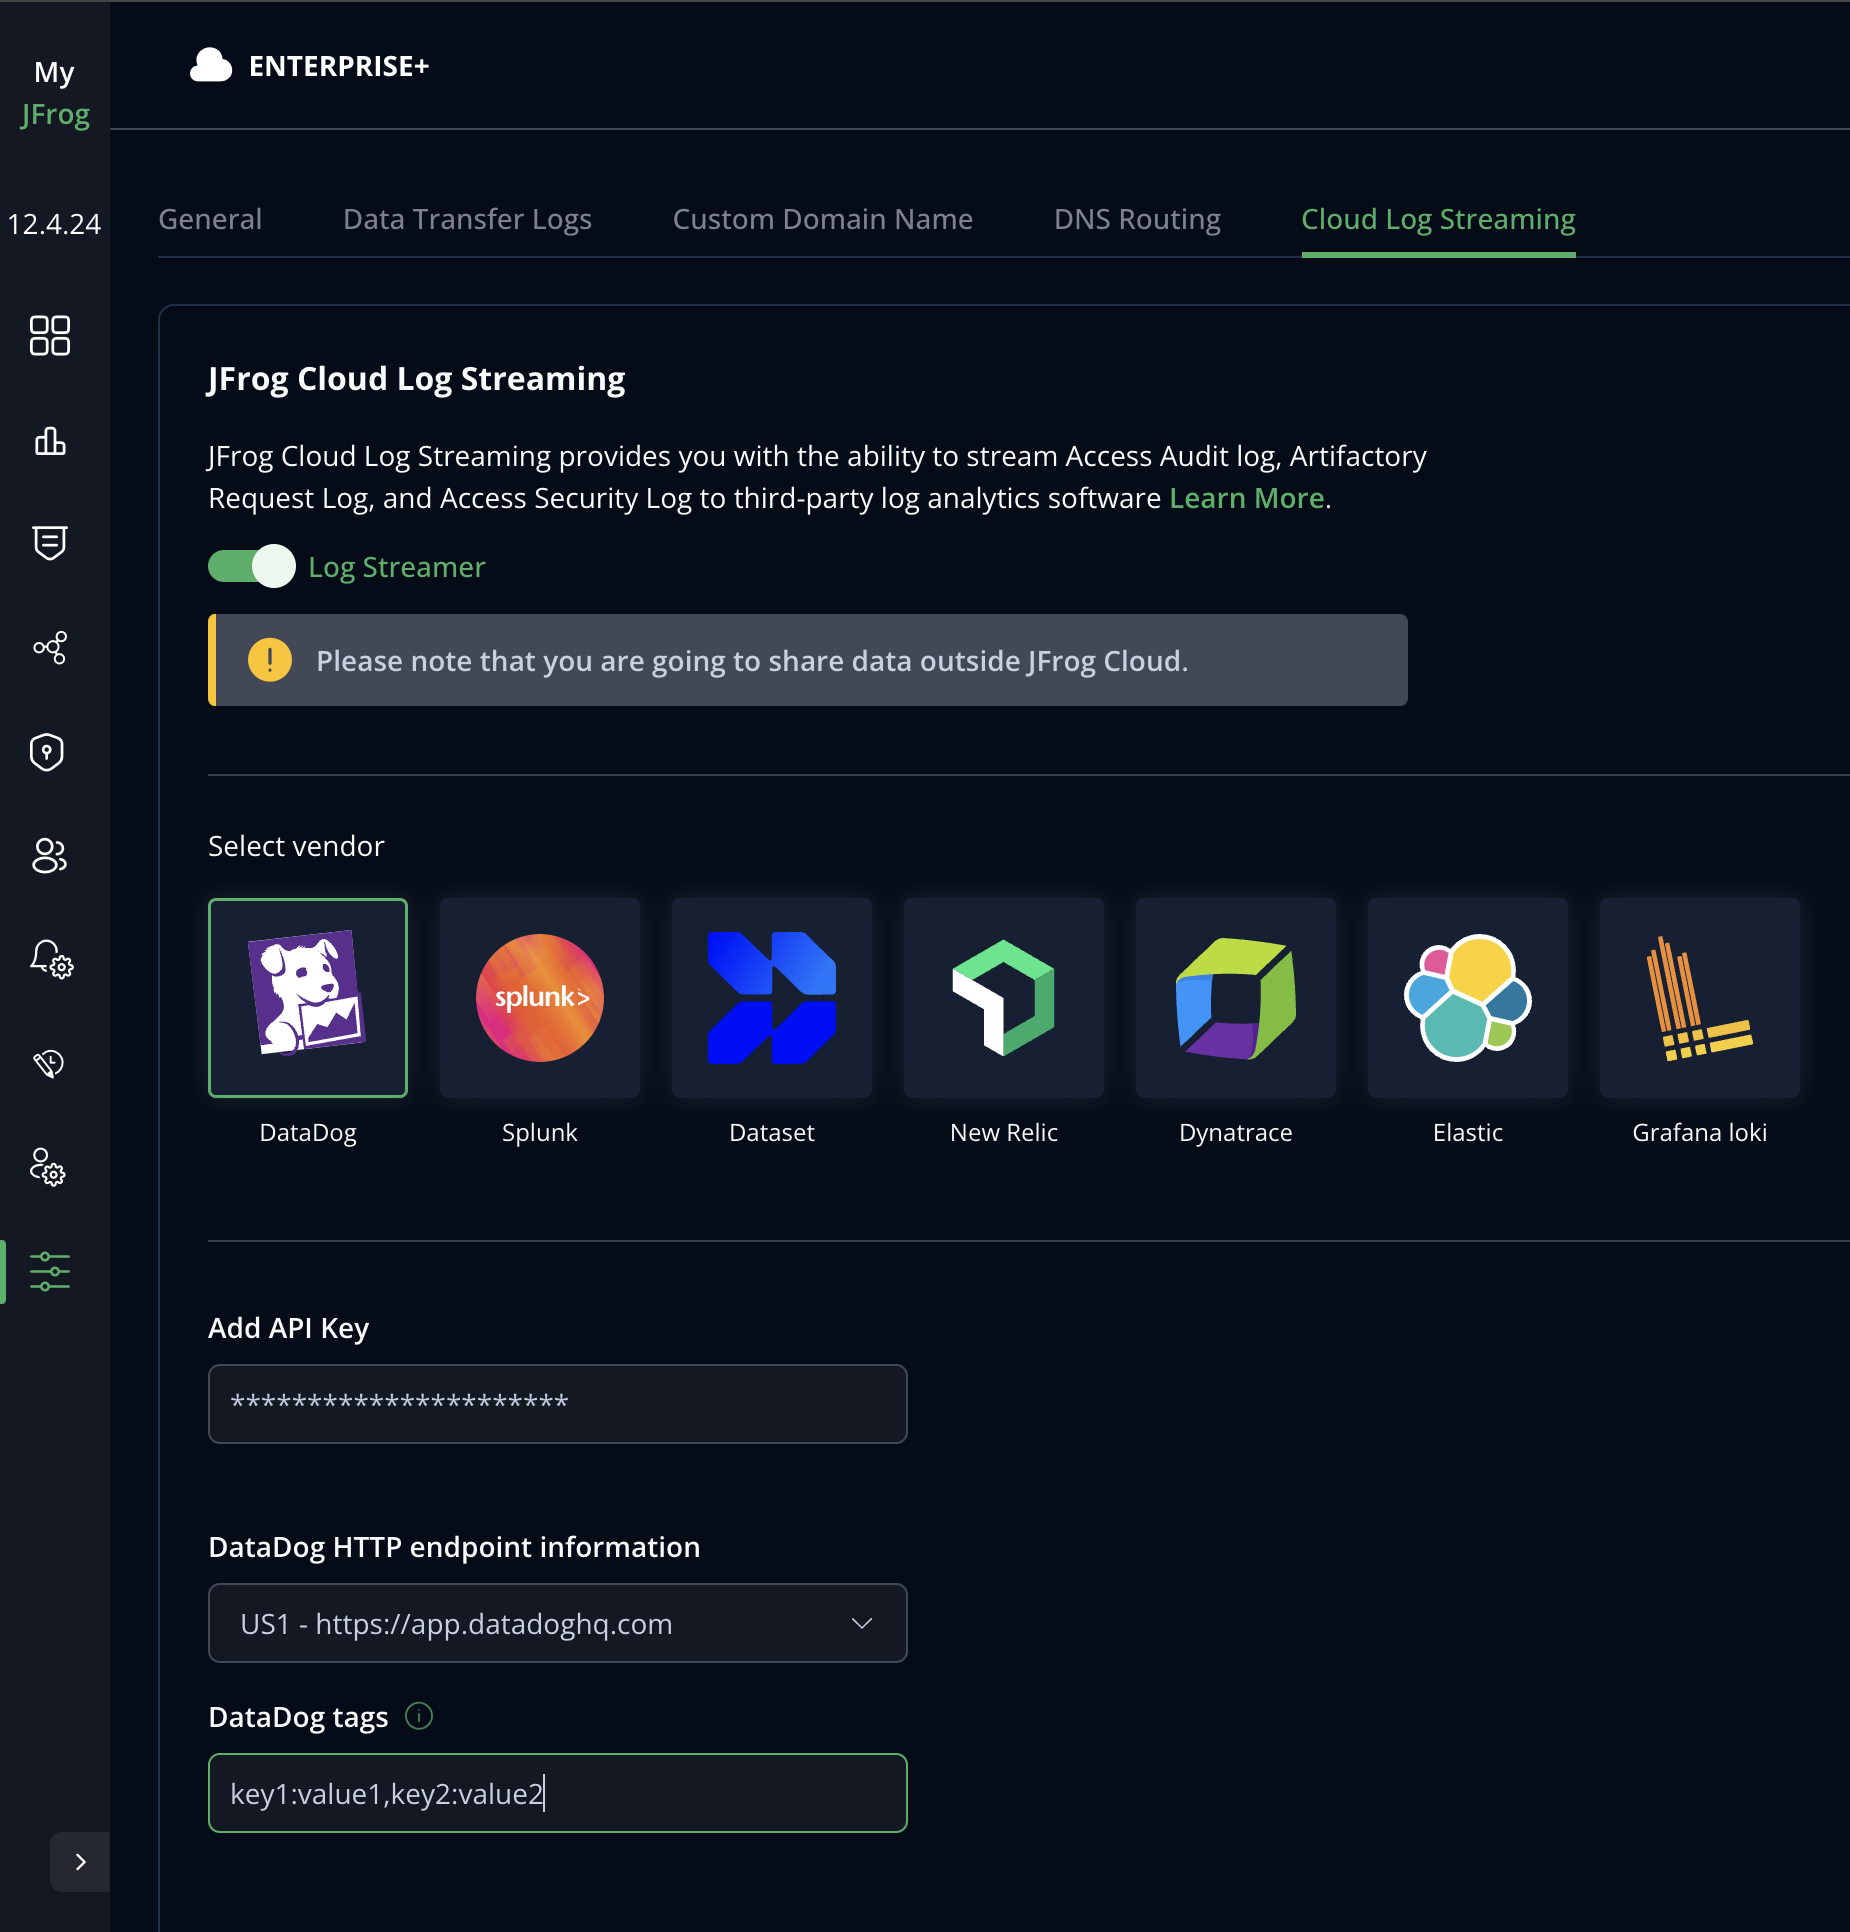 My
JFrog
12.4.24
ENTERPRISE+
General
Data Transfer Logs
Custom Domain Name
DNS Routing
Cloud Log Streaming
JFrog Cloud Log Streaming
JFrog Cloud Log Streaming provides you with the ability to stream Access Audit log, Artifactory
Request Log, and Access Security Log to third-party log analytics software Learn More.
Log Streamer
Please note that you are going to share data outside JFrog Cloud.
Select vendor
splunk>
DataDog
Splunk
Dataset
New Relic
Dynatrace
Elastic
Grafana loki
Add API Key
**********************
DataDog HTTP endpoint information
US1 - https://app.datadoghq.com
DataDog tags
key1:value1,key2:value2